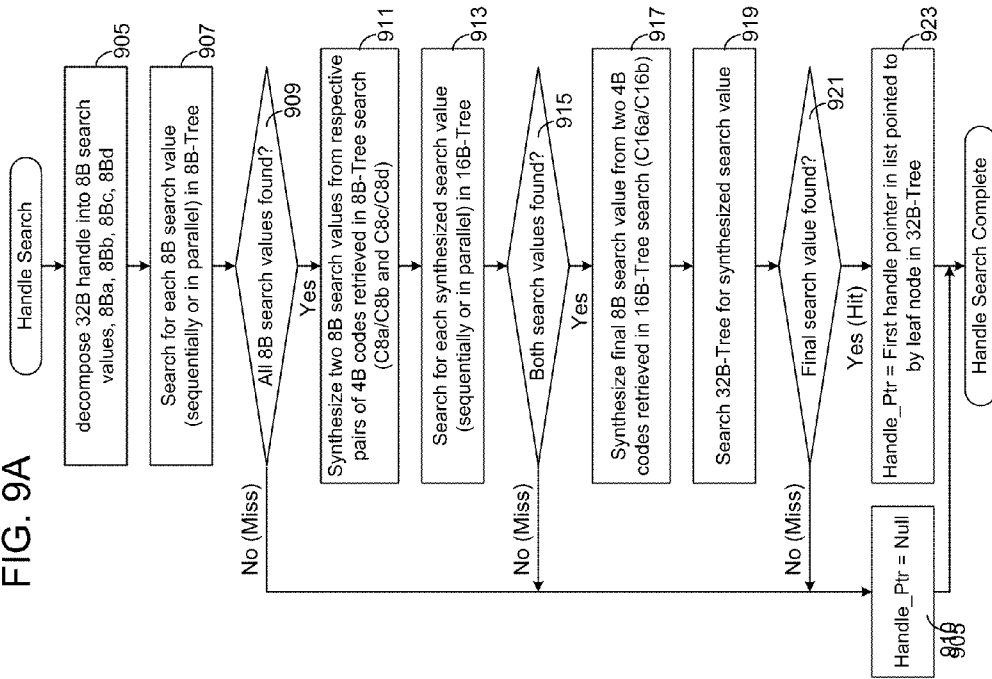 FIG. 9A
Handle Search
905
decompose 32B handle into 8B search
values, 8Ba, 8Bb, 8Bc, 8Bd
907
Search for each 8B search value
(sequentially or in parallel) in 8B-Tree
909
All 8B search values found?
No (Miss)
Yes
911
Synthesize two 8B search values from respective
pairs of 4B codes retrieved in 8B-Tree search
(C8a/C8b and C8c/C8d)
913
Search for each synthesized search value
(sequentially or in parallel) in 16B-Tree
915
Both search values found?
No (Miss)
Yes
917
Synthesize final 8B search value from two 4B
codes retrieved in 16B-Tree search (C16a/C16b)
919
Search 32B-Tree for synthesized search value
921
Final search value found?
No (Miss)
Yes (Hit)
923
Handle_Ptr = First handle pointer in list pointed to
by leaf node in 32B-Tree
Handle_Ptr = Null
905
Handle Search Complete